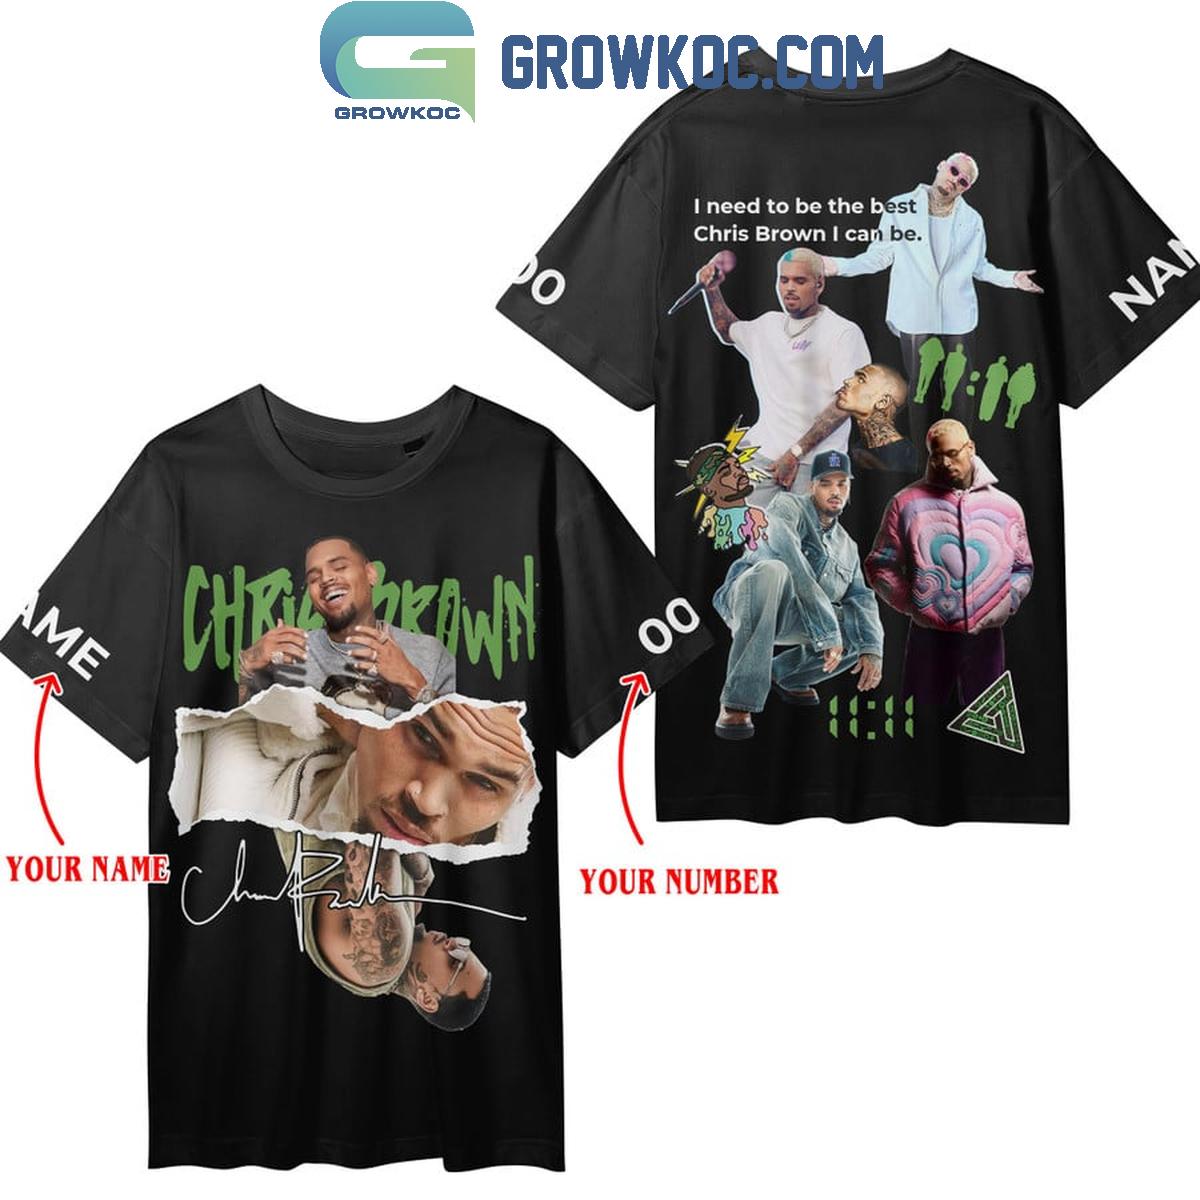 GROWKOC
GROWKOC.COM
I need to be the best
Chris Brown I can be.
00
NAM
11:11
11:11
CHRIS BROWN
AME
00
YOUR NAME
YOUR NUMBER